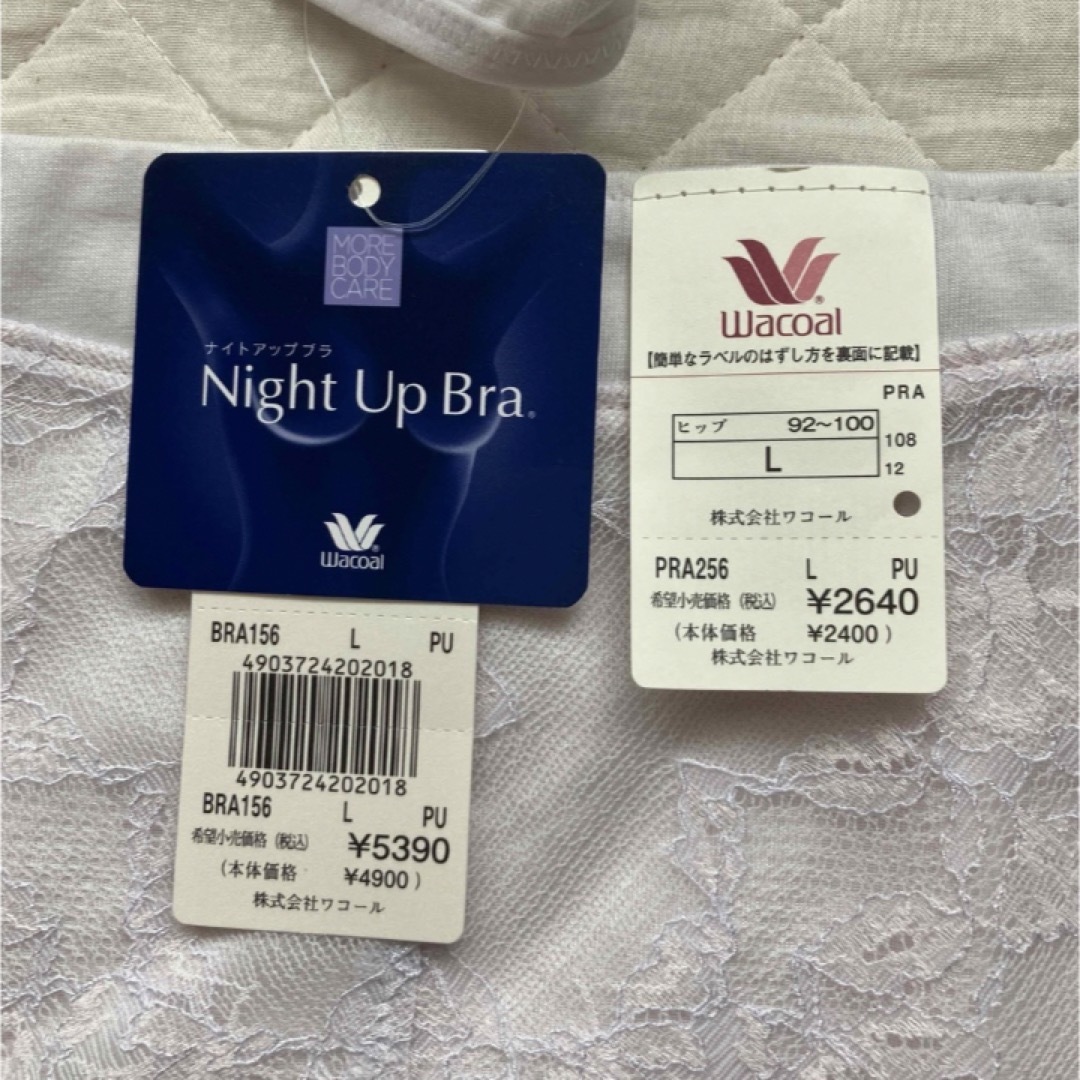 MORE
BODY
CARE
ナイトアップブラ
Night Up Bra®
Wacoal®
BRA156 L PU
4903724202018
4903724202018
BRA156 L PU
希望小売価格(税込) ¥5390
(本体価格 ¥4900)
株式会社ワコール
Wacoal®
【簡単なラベルのはずし方を裏面に記載】
PRA
ヒップ 92~100
L
108
12
株式会社ワコール
PRA256 L PU
希望小売価格(税込) ¥2640
(本体価格 ¥2400)
株式会社ワコール